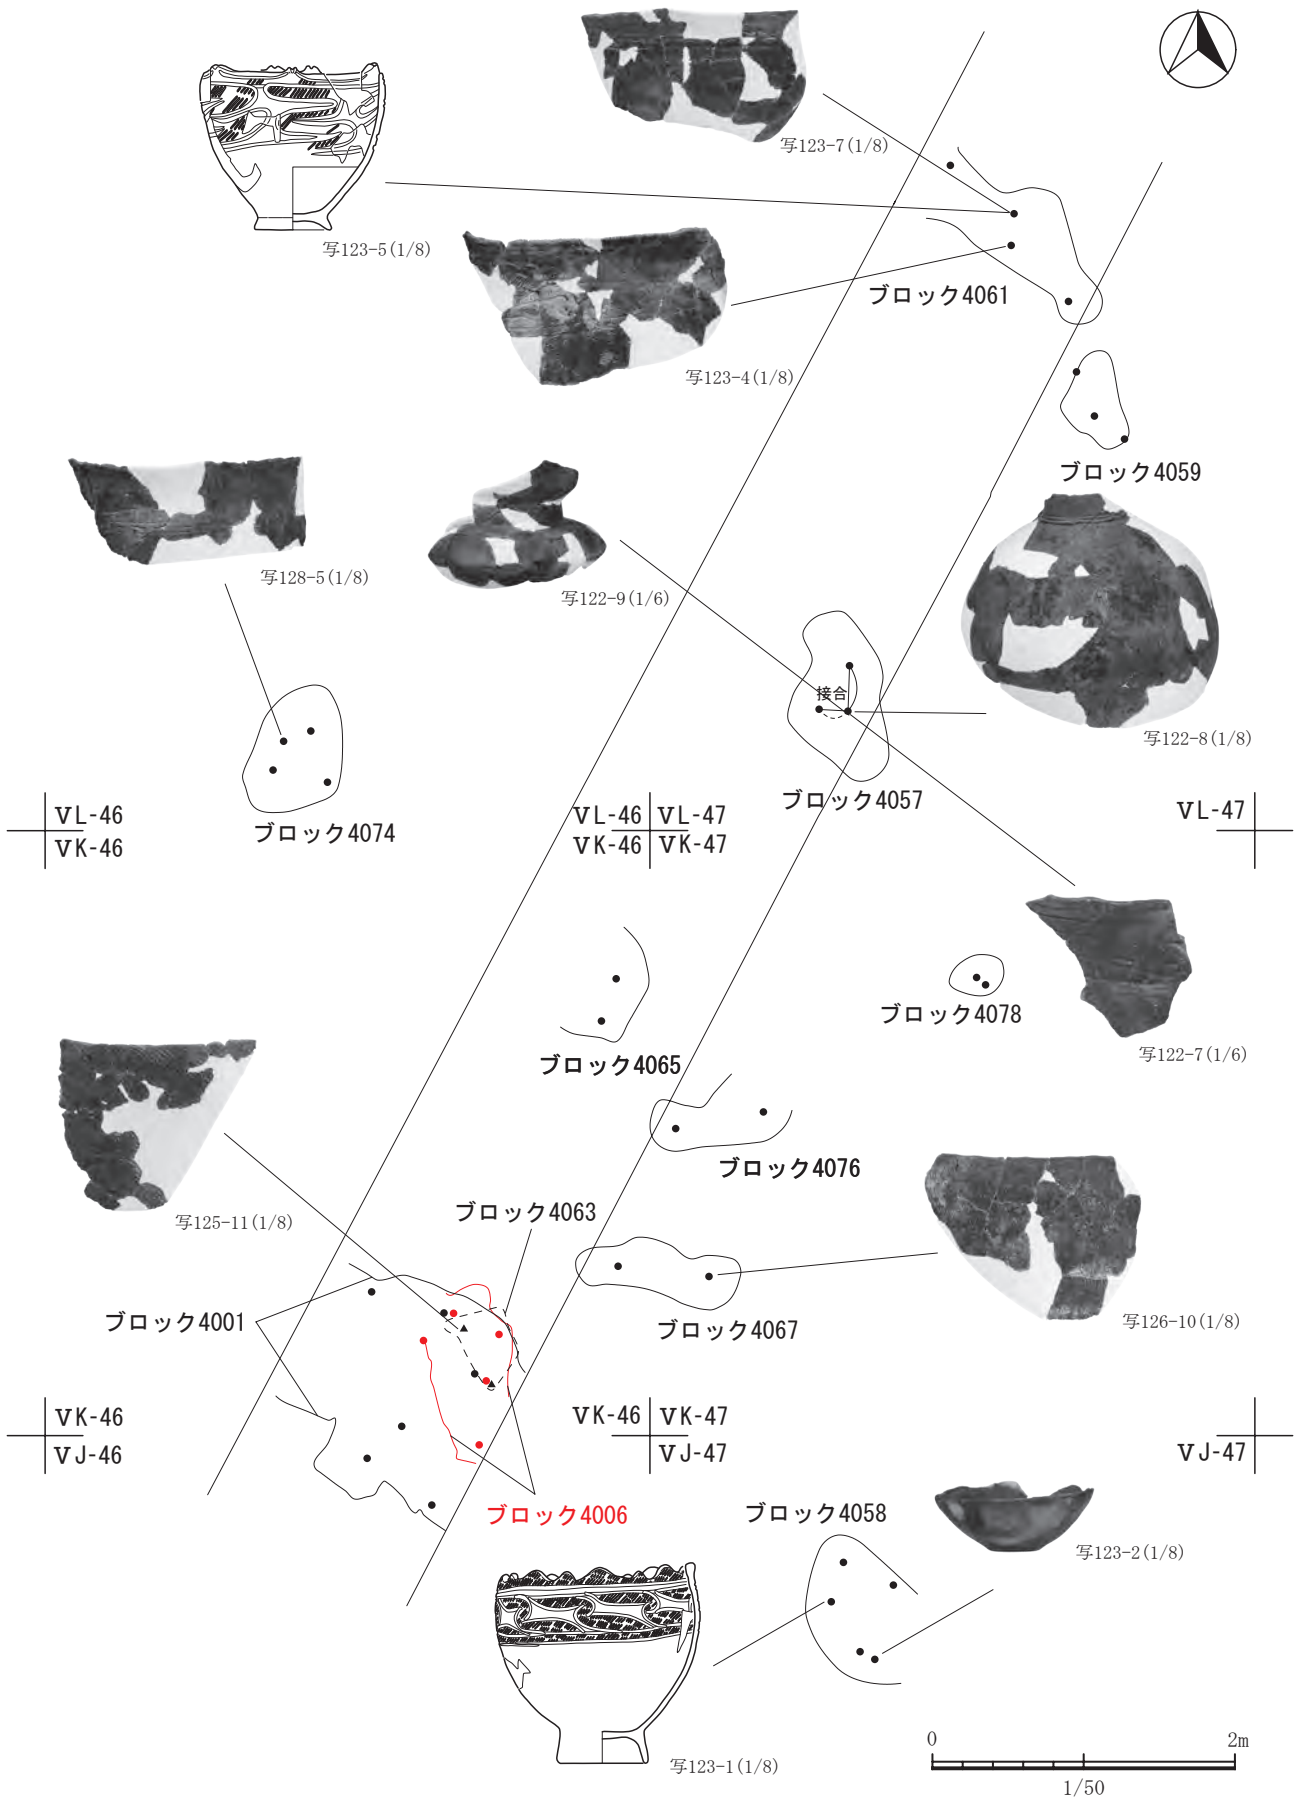 写123-7(1/8)
写123-5(1/8)
ブロック4061
写123-4(1/8)
ブロック4059
写128-5(1/8)
写122-9(1/6)
接合
写122-8(1/8)
ブロック4057
ブロック4074
VL-46
VK-46
VL-46 VL-47
VK-46 VK-47
VL-47
ブロック4078
写122-7(1/6)
ブロック4065
ブロック4076
写125-11(1/8)
ブロック4063
ブロック4001
ブロック4067
写126-10(1/8)
VK-46
VJ-46
VK-46 VK-47
VJ-47
VJ-47
ブロック4006
ブロック4058
写123-2(1/8)
写123-1(1/8)
0 2m
1/50